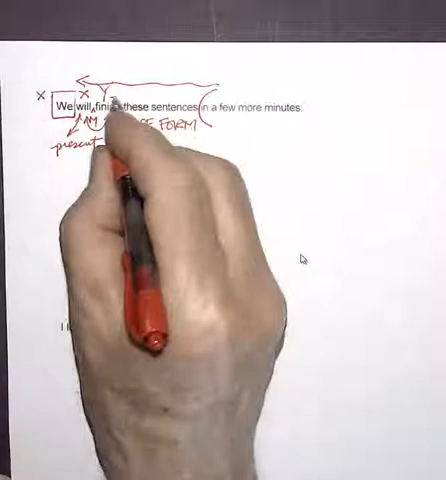 X X Y
We will finish these sentences in a few more minutes.
M FORM
present